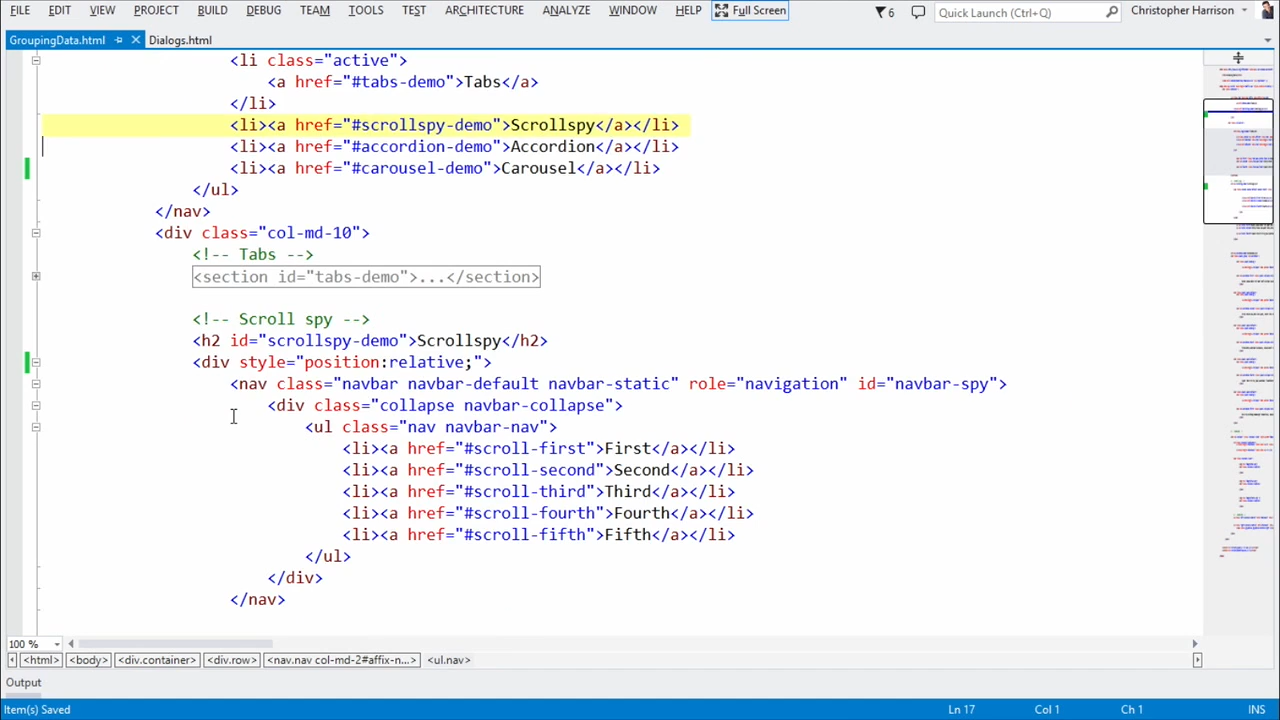 FILE EDIT VIEW PROJECT BUILD DEBUG TEAM TOOLS TEST ARCHITECTURE ANALYZE WINDOW HELP Full Screen 6 Quick Launch (Ctrl+Q) Christopher Harrison
GroupingData.html Dialogs.html
<li class="active">
<a href="#tabs-demo">Tabs</a>
</li>
<li><a href="#scrollspy-demo">Scrollspy</a></li>
<li><a href="#accordion-demo">Accordion</a></li>
<li><a href="#carousel-demo">Carousel</a></li>
</ul>
</nav>
<div class="col-md-10">
<!-- Tabs -->
<section id="tabs-demo">...</section>
<!-- Scroll spy -->
<h2 id="scrollspy-demo">Scrollspy</h2>
<div style="position:relative;">
<nav class="navbar navbar-default navbar-static" role="navigation" id="navbar-spy">
<div class="collapse navbar-collapse">
<ul class="nav navbar-nav">
<li><a href="#scroll-first">First</a></li>
<li><a href="#scroll-second">Second</a></li>
<li><a href="#scroll-third">Third</a></li>
<li><a href="#scroll-fourth">Fourth</a></li>
<li><a href="#scroll-fifth">Fifth</a></li>
</ul>
</div>
</nav>
100 %
<html> <body> <div.container> <div.row> <nav.nav col-md-2#affix-n...> <ul.nav>
Output
Item(s) Saved Ln 17 Col 1 Ch 1 INS